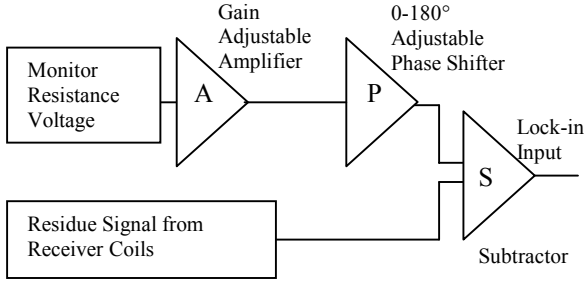 Gain
Adjustable
Amplifier
0-180°
Adjustable
Phase Shifter
Monitor
Resistance
Voltage
A
P
Lock-in
Input
S
Residue Signal from
Receiver Coils
Subtractor